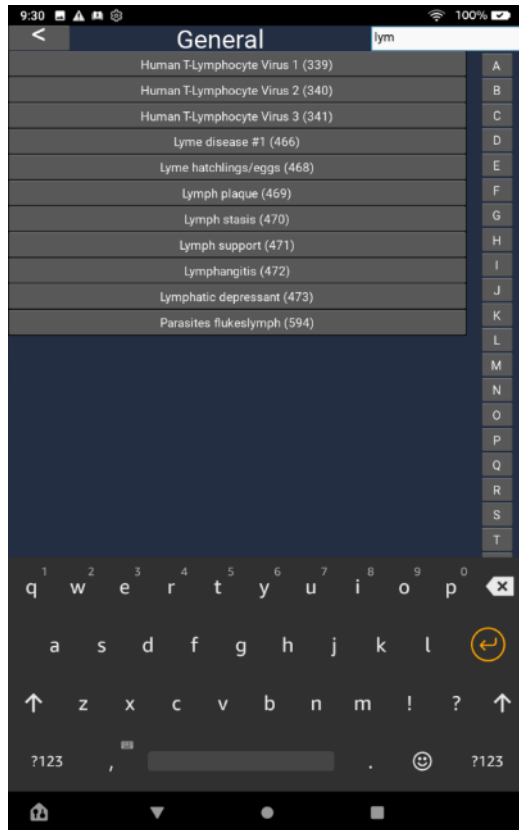 9:30 100%
< General lym
Human T-Lymphocyte Virus 1 (339)
Human T-Lymphocyte Virus 2 (340)
Human T-Lymphocyte Virus 3 (341)
Lyme disease #1 (466)
Lyme hatchlings/eggs (468)
Lymph plaque (469)
Lymph stasis (470)
Lymph support (471)
Lymphangitis (472)
Lymphatic depressant (473)
Parasites flukeslymph (594)
A
B
C
D
E
F
G
H
I
J
K
L
M
N
O
P
Q
R
S
T
1 2 3 4 5 6 7 8 9 0
q w e r t y u i o p
a s d f g h j k l
z x c v b n m ! ?
?123 , . ?123